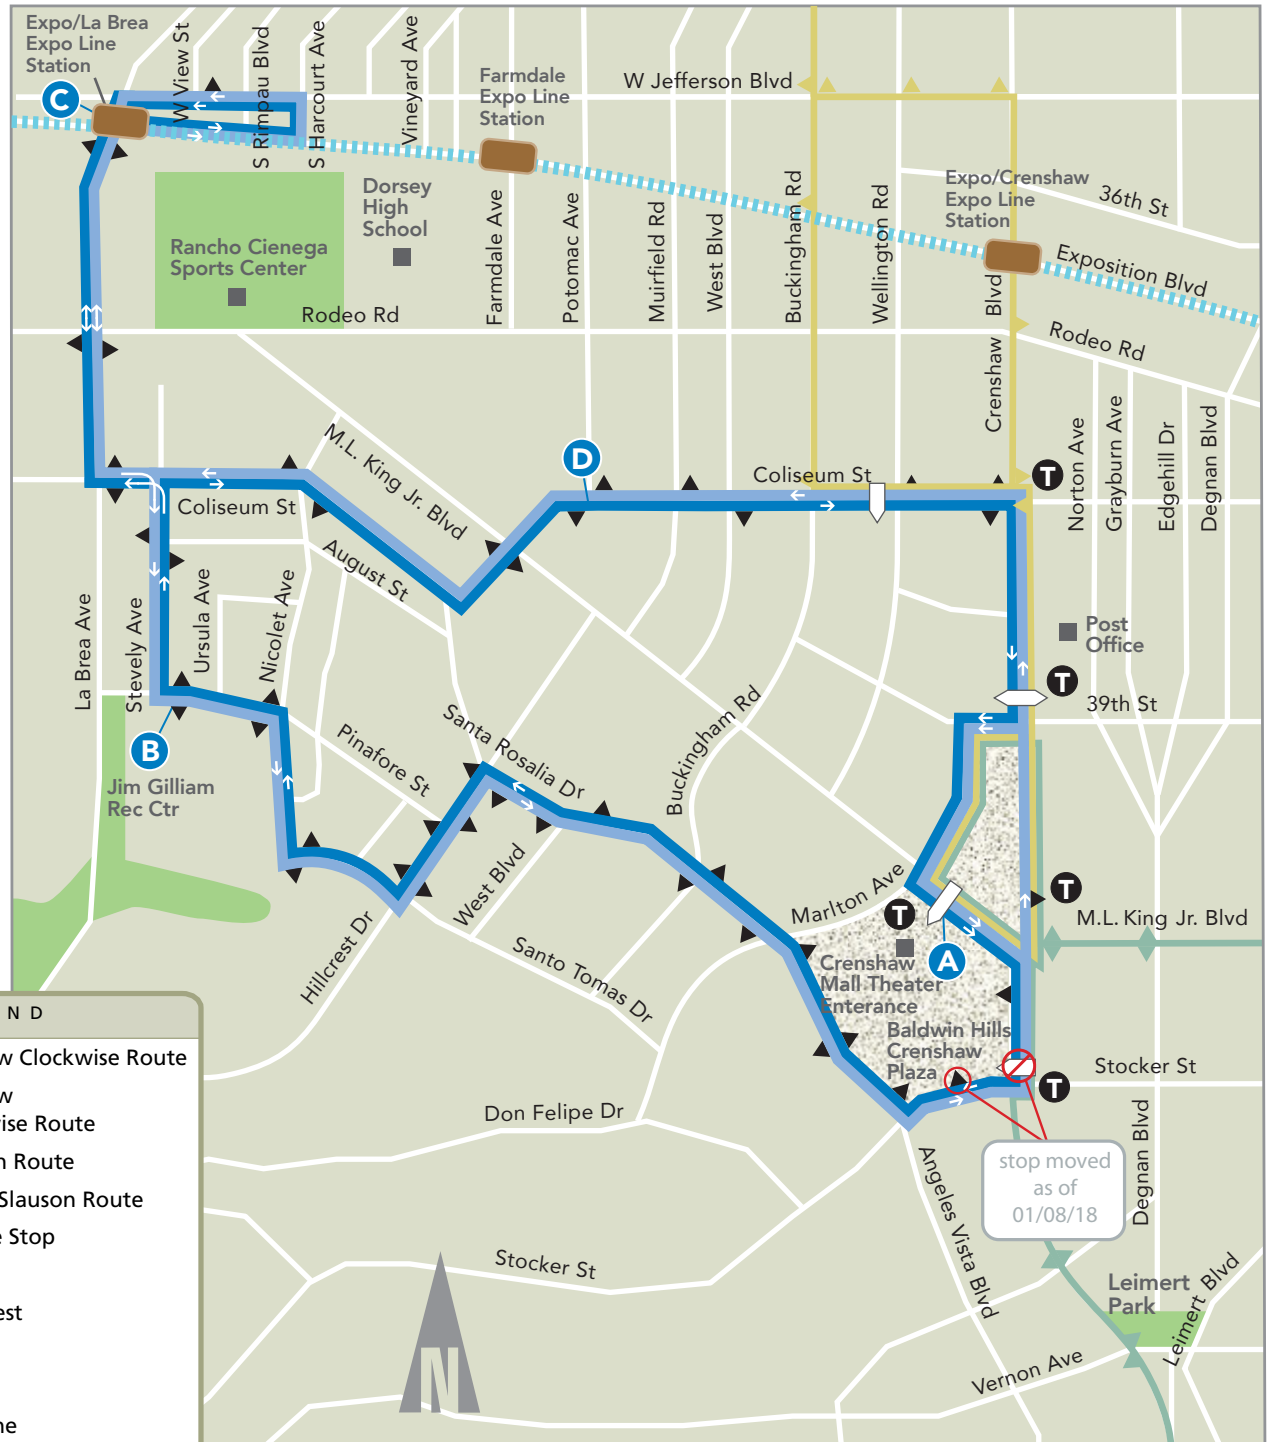 Expo/La Brea
Expo Line
Station
C
W View St
S Rimpau Blvd
S Harcourt Ave
Vineyard Ave
Farmdale
Expo Line
Station
W Jefferson Blvd
Expo/Crenshaw
Expo Line
Station
36th St
Exposition Blvd
Dorsey
High
School
Rancho Cienega
Sports Center
Rodeo Rd
Farmdale Ave
Potomac Ave
Muirfield Rd
West Blvd
Buckingham Rd
Wellington Rd
Crenshaw
Blvd
Rodeo Rd
Norton Ave
Grayburn Ave
Edgehill Dr
Degnan Blvd
M.L. King Jr. Blvd
D
Coliseum St
T
Coliseum St
August St
La Brea Ave
Stevely Ave
Ursula Ave
Nicolet Ave
Post
Office
T
39th St
B
Jim Gilliam
Rec Ctr
Pinafore St
Santa Rosalia Dr
Buckingham Rd
West Blvd
Hillcrest Dr
Santo Tomas Dr
Marlton Ave
T
T
M.L. King Jr. Blvd
A
Crenshaw
Mall Theater
Enterance
Baldwin Hills
Crenshaw
Plaza
Stocker St
T
N D
w Clockwise Route
w
ise Route
n Route
Slauson Route
e Stop
est
ne
Don Felipe Dr
stop moved
as of
01/08/18
Degnan Blvd
Angeles Vista Blvd
Stocker St
Leimert
Park
Leimert Blvd
Vernon Ave
N